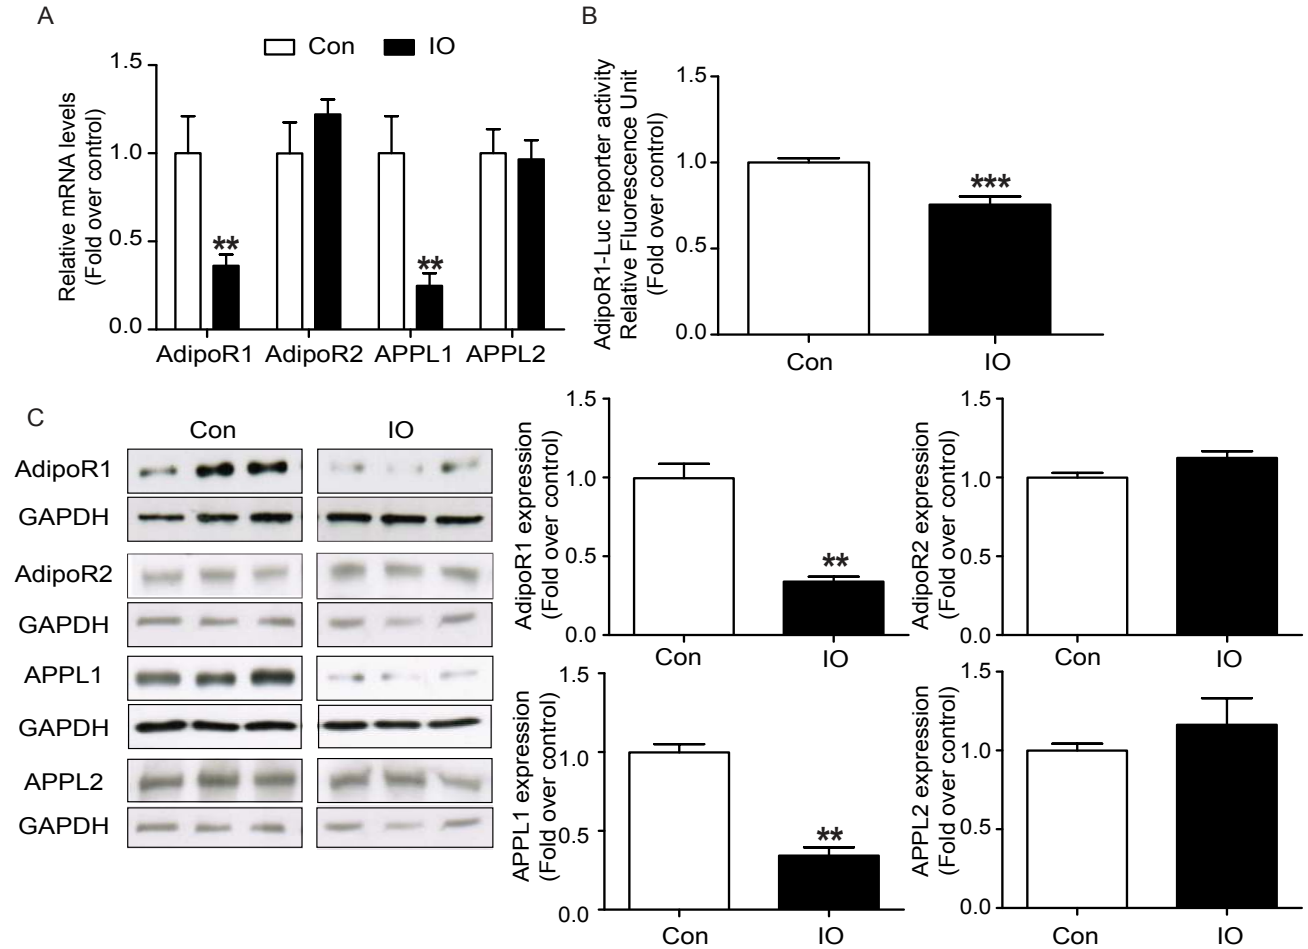 A
Con IO
Relative mRNA levels
(Fold over control)
1.5
1.0
0.5
0.0
** **
AdipoR1 AdipoR2 APPL1 APPL2
B
AdipoR1-Luc reporter activity
Relative Fluorescence Unit
(Fold over control)
1.5
1.0
0.5
0.0
***
Con IO
C
Con IO
AdipoR1
GAPDH
AdipoR2
GAPDH
APPL1
GAPDH
APPL2
GAPDH
AdipoR1 expression
(Fold over control)
1.5
1.0
0.5
0.0
**
Con IO
AdipoR2 expression
(Fold over control)
1.5
1.0
0.5
0.0
Con IO
APPL1 expression
(Fold over control)
1.5
1.0
0.5
0.0
**
Con IO
APPL2 expression
(Fold over control)
1.5
1.0
0.5
0.0
Con IO